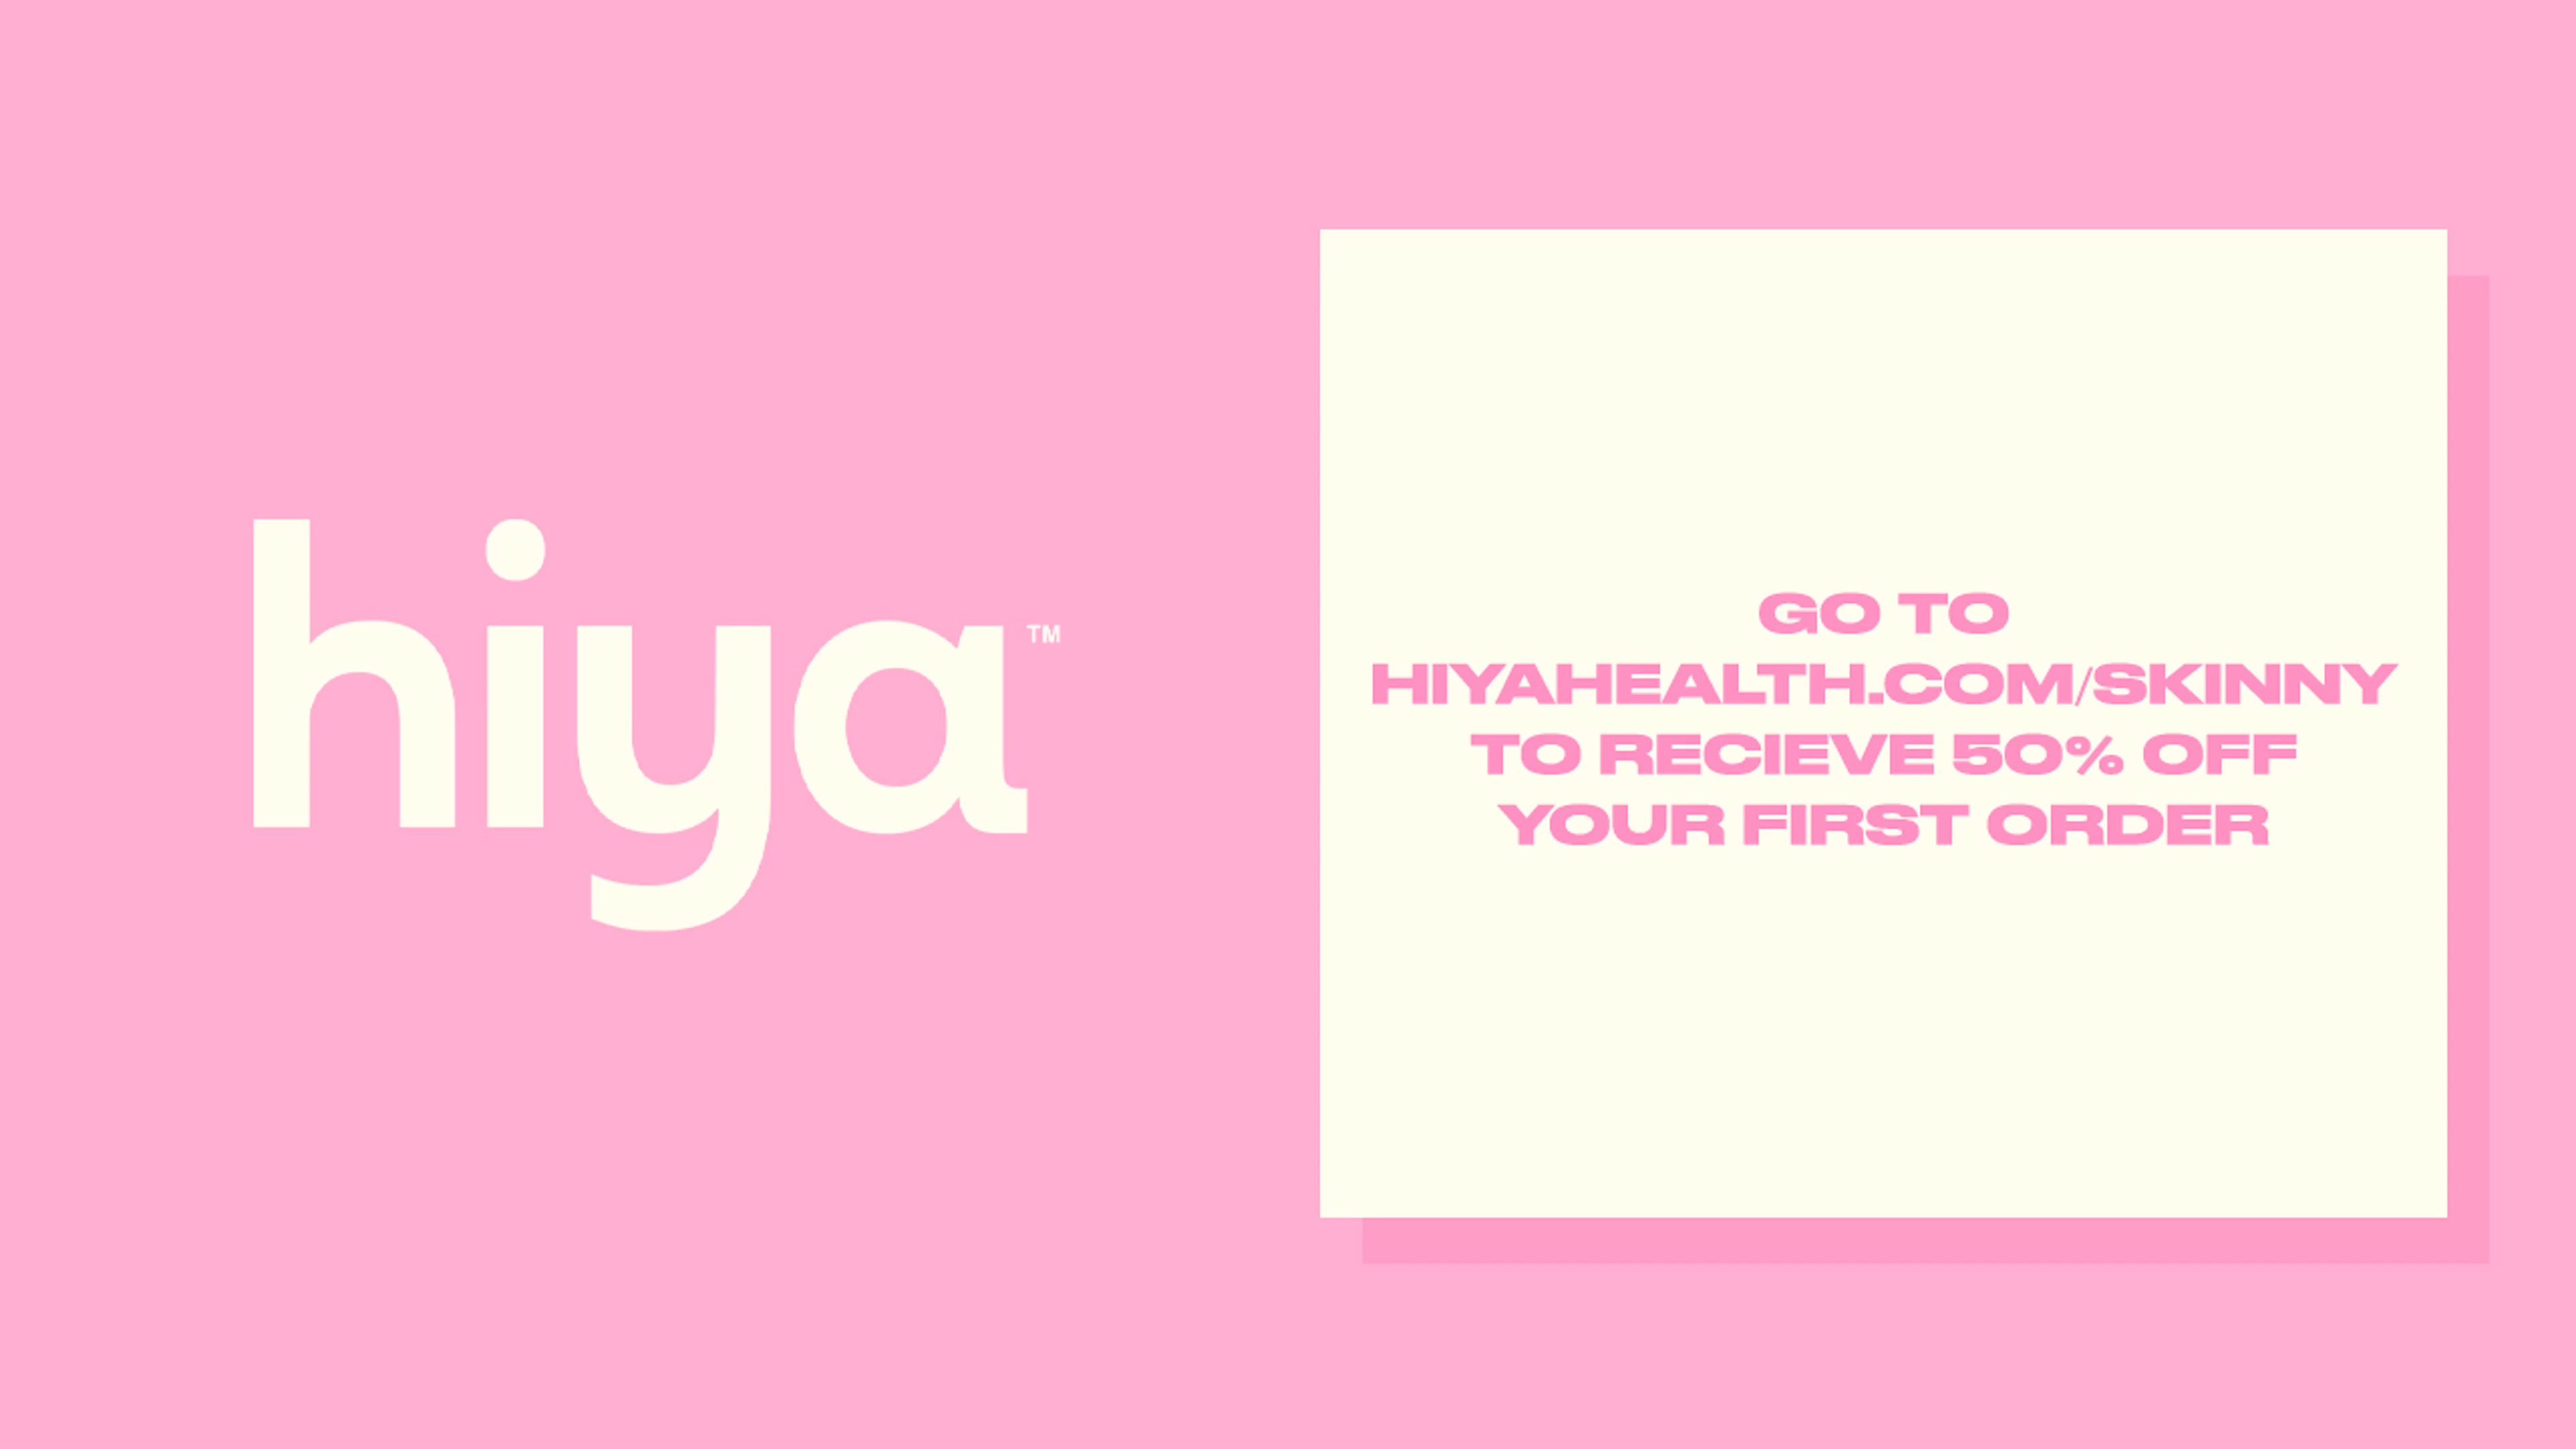 hiya™
GO TO
HIYAHEALTH.COM/SKINNY
TO RECIEVE 50% OFF
YOUR FIRST ORDER